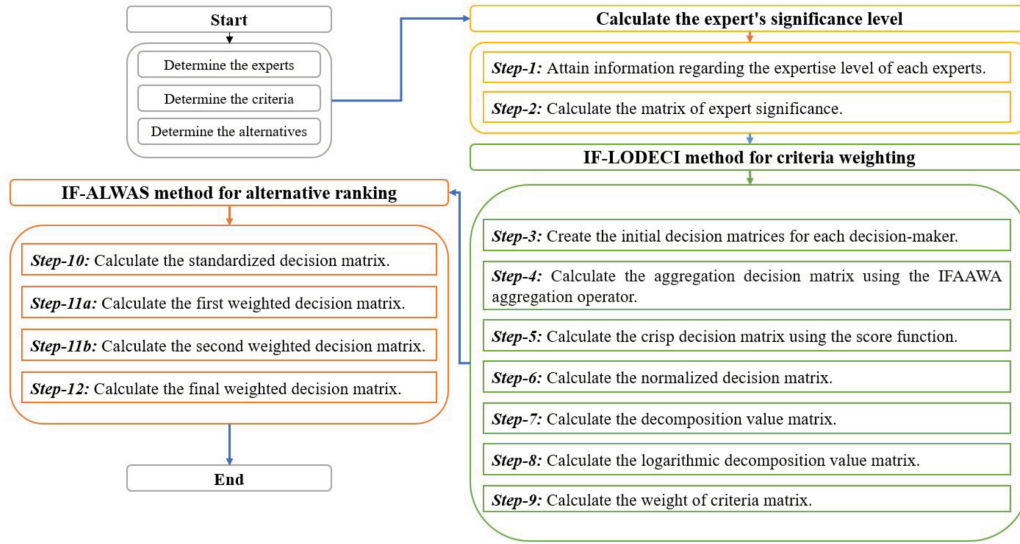 Start
Determine the experts
Determine the criteria
Determine the alternatives
Calculate the expert's significance level
Step-1: Attain information regarding the expertise level of each experts.
Step-2: Calculate the matrix of expert significance.
IF-LODECI method for criteria weighting
Step-3: Create the initial decision matrices for each decision-maker.
Step-4: Calculate the aggregation decision matrix using the IFAAWA
aggregation operator.
Step-5: Calculate the crisp decision matrix using the score function.
Step-6: Calculate the normalized decision matrix.
Step-7: Calculate the decomposition value matrix.
Step-8: Calculate the logarithmic decomposition value matrix.
Step-9: Calculate the weight of criteria matrix.
IF-ALWAS method for alternative ranking
Step-10: Calculate the standardized decision matrix.
Step-11a: Calculate the first weighted decision matrix.
Step-11b: Calculate the second weighted decision matrix.
Step-12: Calculate the final weighted decision matrix.
End